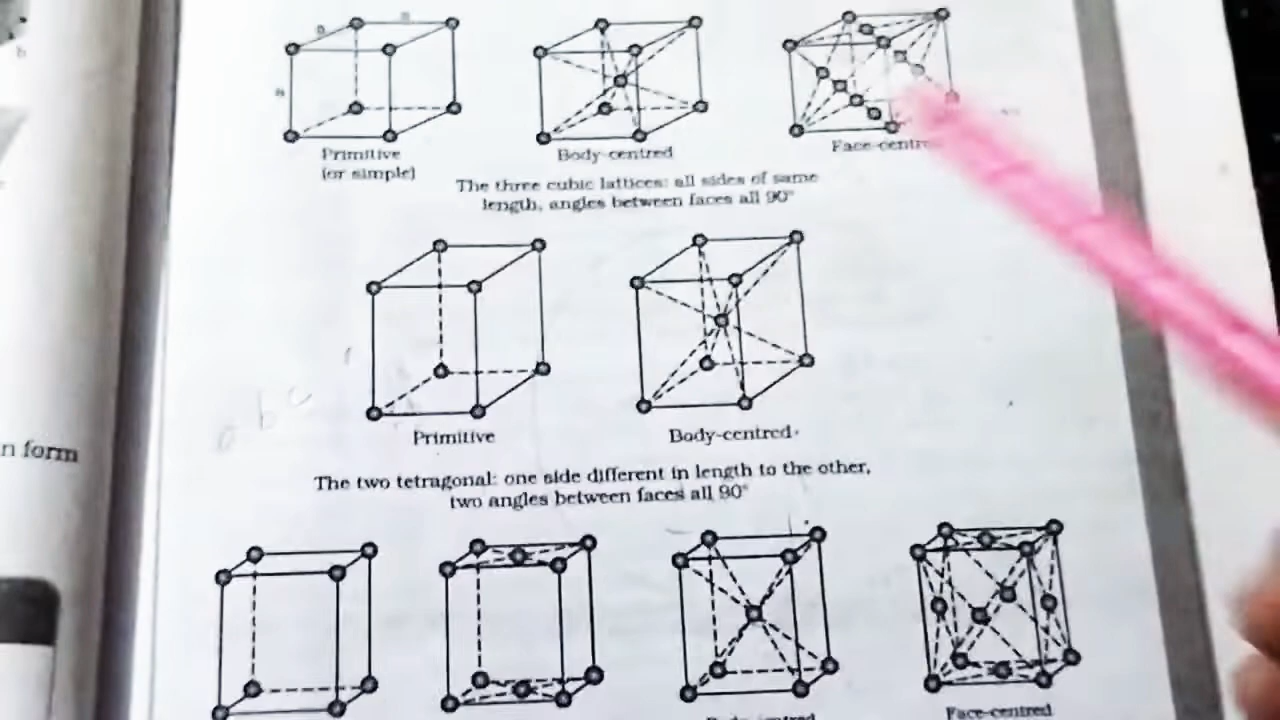 a
a
a
b
Primitive
(or simple)
Body-centred
The three cubic lattices: all sides of same
length, angles between faces all 90°
a b c
n form
Primitive
Body-centred
The two tetragonal: one side different in length to the other,
two angles between faces all 90°
Face-centred